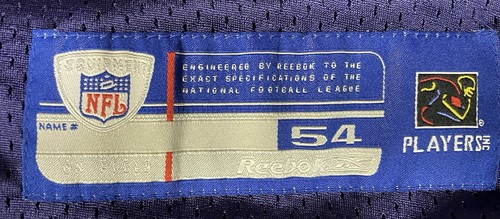 EQUIPMENT
NFL
ENGINEERED BY REEBOK TO THE
EXACT SPECIFICATIONS OF THE
NATIONAL FOOTBALL LEAGUE
NAME #
54
ON FIELD
Reebok
PLAYERS INC